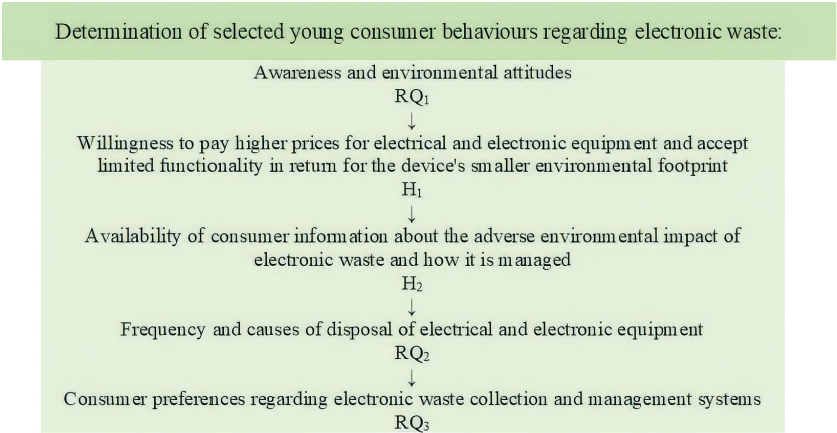 Determination of selected young consumer behaviours regarding electronic waste:
Awareness and environmental attitudes
RQ₁
↓
Willingness to pay higher prices for electrical and electronic equipment and accept
limited functionality in return for the device's smaller environmental footprint
H₁
↓
Availability of consumer information about the adverse environmental impact of
electronic waste and how it is managed
H₂
↓
Frequency and causes of disposal of electrical and electronic equipment
RQ₂
↓
Consumer preferences regarding electronic waste collection and management systems
RQ₃